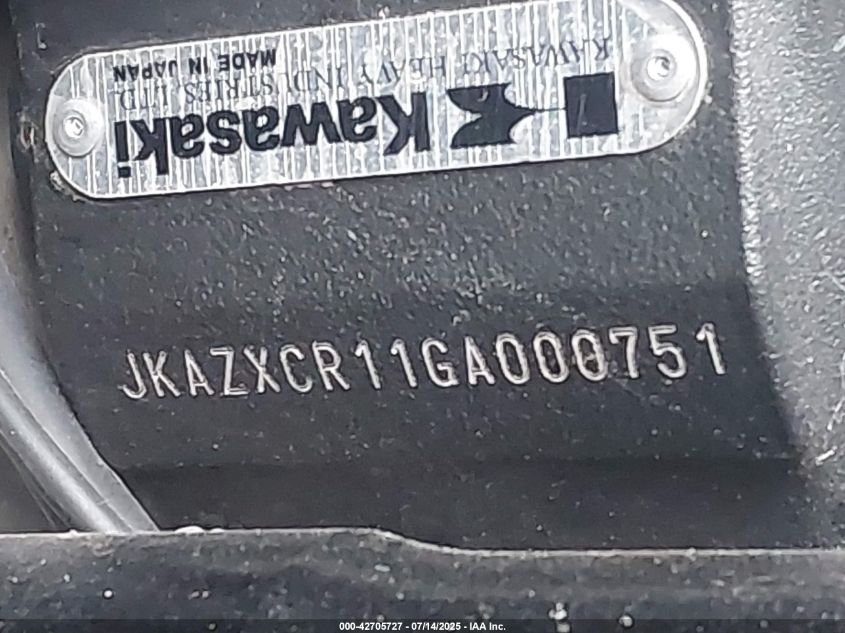 KAWASAKI HEAVY INDUSTRIES, LTD.
MADE IN JAPAN
Kawasaki
JKAZXCR11GA000751
000-42705727 - 07/14/2025 - IAA Inc.